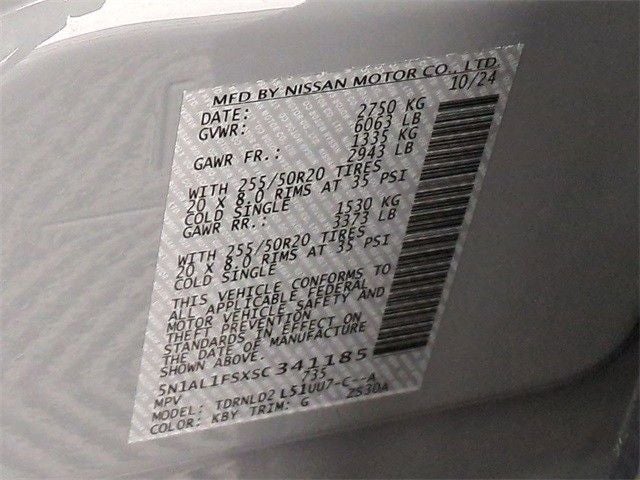 MFD BY NISSAN MOTOR CO., LTD.
DATE: 10/24
GVWR: 2750 KG
6063 LB
GAWR FR.: 1335 KG
2943 LB
WITH 255/50R20 TIRES
20 X 8.0 RIMS AT 35 PSI
COLD SINGLE
GAWR RR.: 1530 KG
3373 LB
WITH 255/50R20 TIRES
20 X 8.0 RIMS AT 35 PSI
COLD SINGLE
THIS VEHICLE CONFORMS TO
ALL APPLICABLE FEDERAL
MOTOR VEHICLE SAFETY AND
THEFT PREVENTION
STANDARDS IN EFFECT ON
THE DATE OF MANUFACTURE
SHOWN ABOVE.
5N1AL1FSXSC341185
MPV 735
MODEL: TDRNLD2 L51UU7-C--A
COLOR: KBY TRIM: G ZS30A